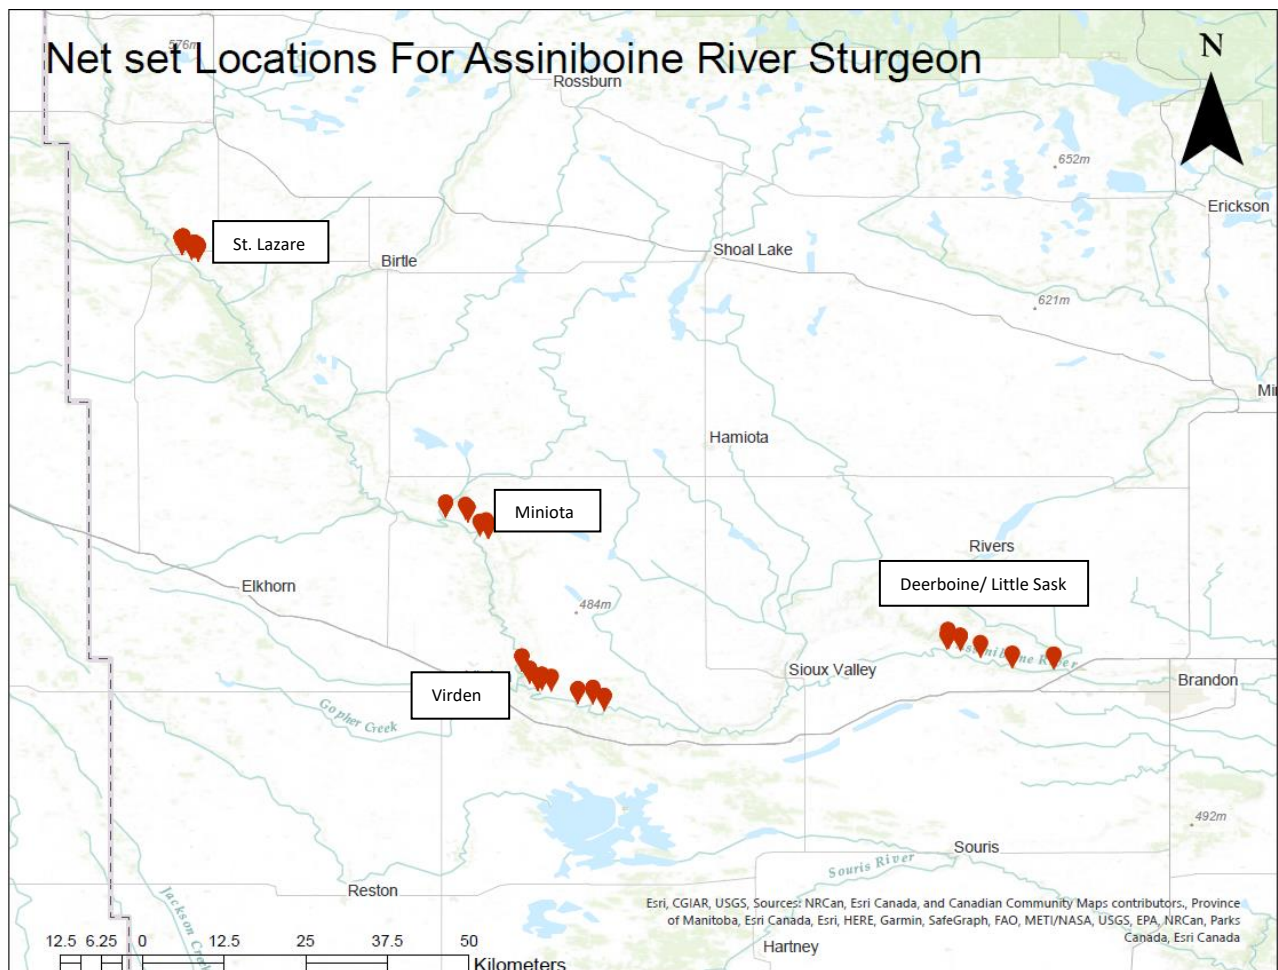 576m
Net set Locations For Assiniboine River Sturgeon
N
Rossburn
652m
Erickson
St. Lazare
Birtle
Shoal Lake
621m
Hamiota
Miniota
Rivers
Elkhorn
Deerboine/ Little Sask
484m
Assiniboine River
Sioux Valley
Brandon
Virden
Gopher Creek
492m
Souris
Souris River
Reston
Jackson Creek
Esri, CGIAR, USGS, Sources: NRCan, Esri Canada, and Canadian Community Maps contributors., Province
of Manitoba, Esri Canada, Esri, HERE, Garmin, SafeGraph, FAO, METI/NASA, USGS, EPA, NRCan, Parks
Canada, Esri Canada
Hartney
12.5 6.25 0 12.5 25 37.5 50
Kilometers